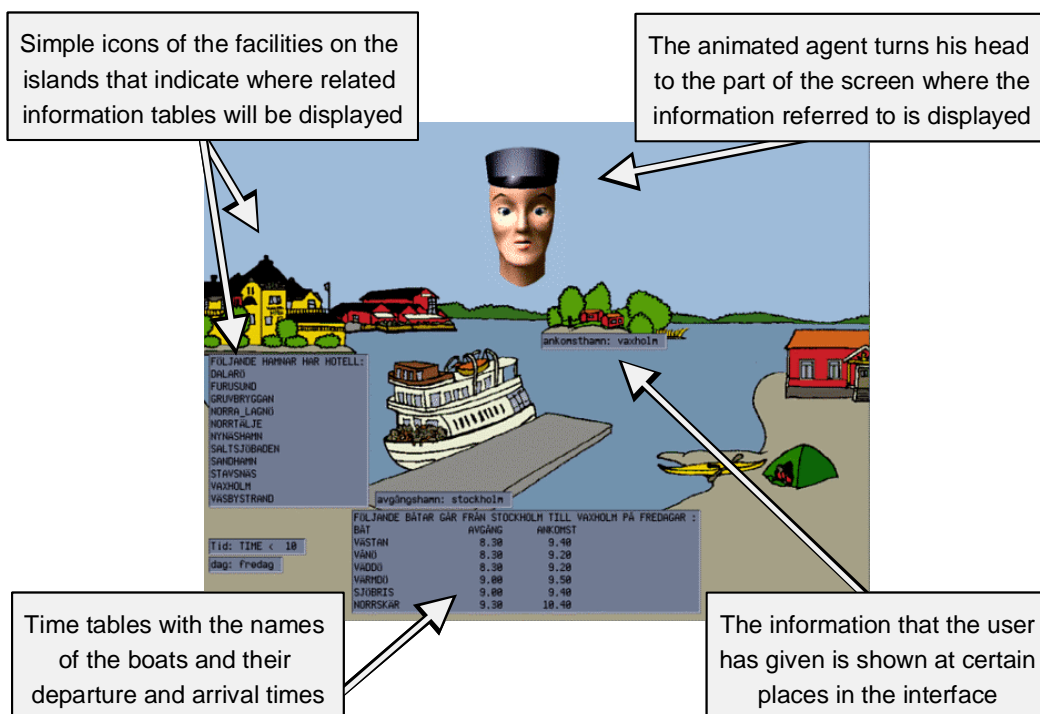 Simple icons of the facilities on the
islands that indicate where related
information tables will be displayed
The animated agent turns his head
to the part of the screen where the
information referred to is displayed
ankomsthamn: vaxholm
FÖLJANDE HAMNAR HAR HOTELL:
DALARÖ
FURUSUND
GRUVBRYGGAN
NORRA_LAGNÖ
NORRTÄLJE
NYNÄSHAMN
SALTSJÖBADEN
SANDHAMN
STAVSNÄS
VAXHOLM
VÄSBYSTRAND
avgångshamn: stockholm
FÖLJANDE BÅTAR GÅR FRÅN STOCKHOLM TILL VAXHOLM PÅ FREDAGAR :
BÅT AVGÅNG ANKOMST
VÄSTAN 8.30 9.40
VÅNÖ 8.30 9.20
VÄDDÖ 8.30 9.20
VÄRMDÖ 9.00 9.50
SJÖBRIS 9.00 9.40
NORRSKÄR 9.30 10.40
Tid: TIME < 10
dag: fredag
Time tables with the names
of the boats and their
departure and arrival times
The information that the user
has given is shown at certain
places in the interface